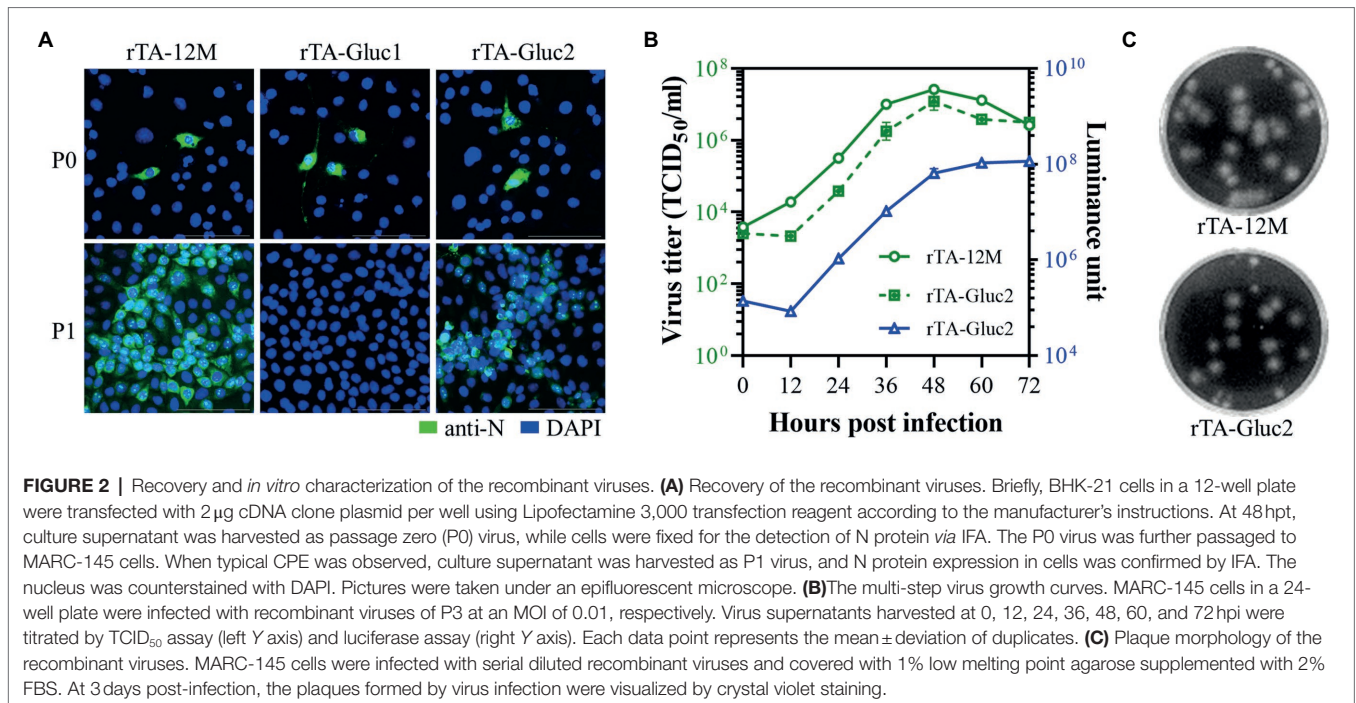 A
rTA-12M rTA-Gluc1 rTA-Gluc2
P0
P1
anti-N DAPI
B
Virus titer (TCID50/ml)
10^8
10^6
10^4
10^2
10^0
10^10
10^8
10^6
10^4
Luminance unit
rTA-12M
rTA-Gluc2
rTA-Gluc2
0 12 24 36 48 60 72
Hours post infection
C
rTA-12M
rTA-Gluc2
FIGURE 2 | Recovery and in vitro characterization of the recombinant viruses. (A) Recovery of the recombinant viruses. Briefly, BHK-21 cells in a 12-well plate
were transfected with 2 μg cDNA clone plasmid per well using Lipofectamine 3,000 transfection reagent according to the manufacturer's instructions. At 48 hpt,
culture supernatant was harvested as passage zero (P0) virus, while cells were fixed for the detection of N protein via IFA. The P0 virus was further passaged to
MARC-145 cells. When typical CPE was observed, culture supernatant was harvested as P1 virus, and N protein expression in cells was confirmed by IFA. The
nucleus was counterstained with DAPI. Pictures were taken under an epifluorescent microscope. (B)The multi-step virus growth curves. MARC-145 cells in a 24-
well plate were infected with recombinant viruses of P3 at an MOI of 0.01, respectively. Virus supernatants harvested at 0, 12, 24, 36, 48, 60, and 72 hpi were
titrated by TCID50 assay (left Y axis) and luciferase assay (right Y axis). Each data point represents the mean ± deviation of duplicates. (C) Plaque morphology of the
recombinant viruses. MARC-145 cells were infected with serial diluted recombinant viruses and covered with 1% low melting point agarose supplemented with 2%
FBS. At 3 days post-infection, the plaques formed by virus infection were visualized by crystal violet staining.